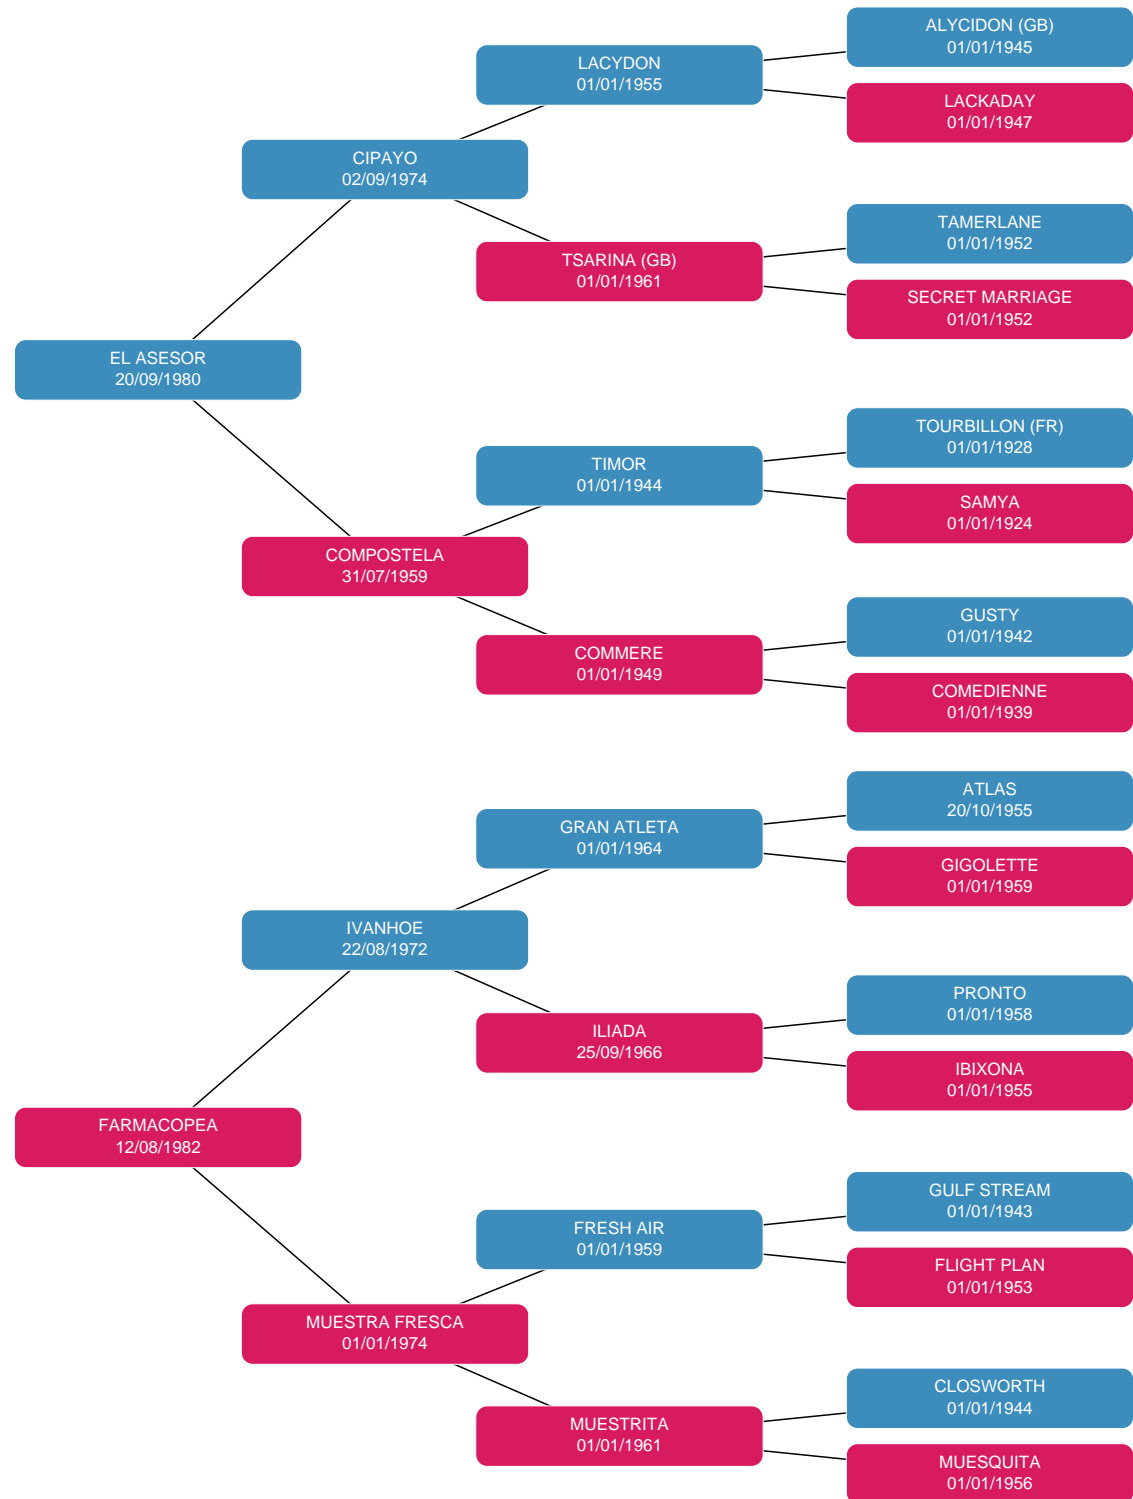 ALYCIDON (GB)
01/01/1945
LACYDON
01/01/1955
LACKADAY
01/01/1947
CIPAYO
02/09/1974
TAMERLANE
01/01/1952
TSARINA (GB)
01/01/1961
SECRET MARRIAGE
01/01/1952
EL ASESOR
20/09/1980
TOURBILLON (FR)
01/01/1928
TIMOR
01/01/1944
SAMYA
01/01/1924
COMPOSTELA
31/07/1959
GUSTY
01/01/1942
COMMERE
01/01/1949
COMEDIENNE
01/01/1939
ATLAS
20/10/1955
GRAN ATLETA
01/01/1964
GIGOLETTE
01/01/1959
IVANHOE
22/08/1972
PRONTO
01/01/1958
ILIADA
25/09/1966
IBIXONA
01/01/1955
FARMACOPEA
12/08/1982
GULF STREAM
01/01/1943
FRESH AIR
01/01/1959
FLIGHT PLAN
01/01/1953
MUESTRA FRESCA
01/01/1974
CLOSWORTH
01/01/1944
MUESTRITA
01/01/1961
MUESQUITA
01/01/1956